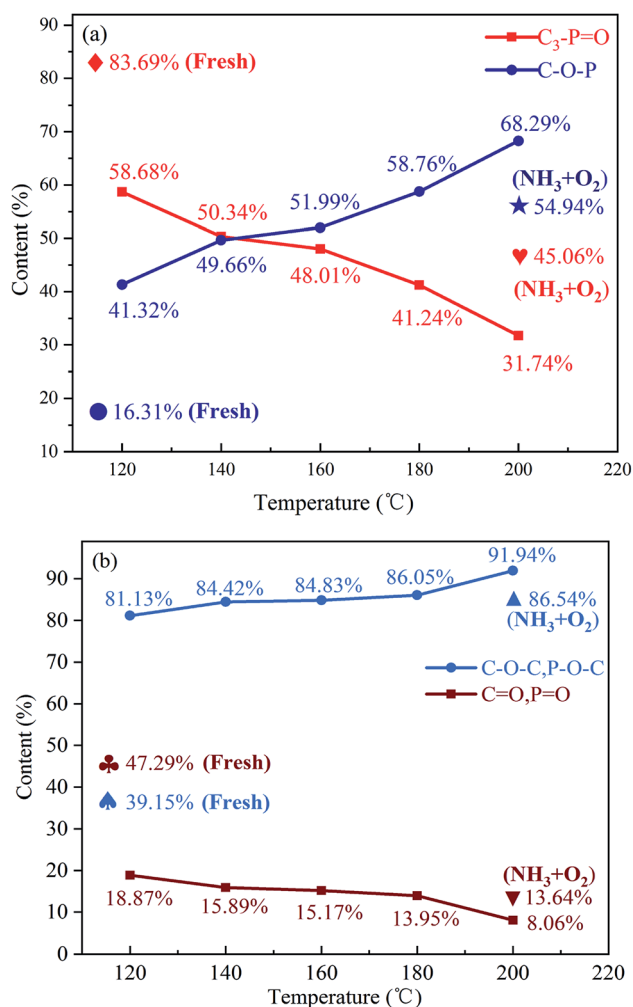 (a)
C₃-P=O
C-O-P
83.69% (Fresh)
68.29%
58.76%
58.68%
51.99%
50.34%
(NH₃+O₂)
54.94%
49.66%
48.01%
45.06%
(NH₃+O₂)
41.32%
41.24%
31.74%
16.31% (Fresh)
90
80
70
60
50
40
30
20
10
Content (%)
120 140 160 180 200 220
Temperature (℃)
(b)
91.94%
81.13% 84.42% 84.83% 86.05%
86.54%
(NH₃+O₂)
C-O-C,P-O-C
C=O,P=O
47.29% (Fresh)
39.15% (Fresh)
(NH₃+O₂)
13.64%
18.87% 15.89% 15.17% 13.95% 8.06%
90
80
70
60
50
40
30
20
10
0
Content (%)
120 140 160 180 200 220
Temperature (℃)